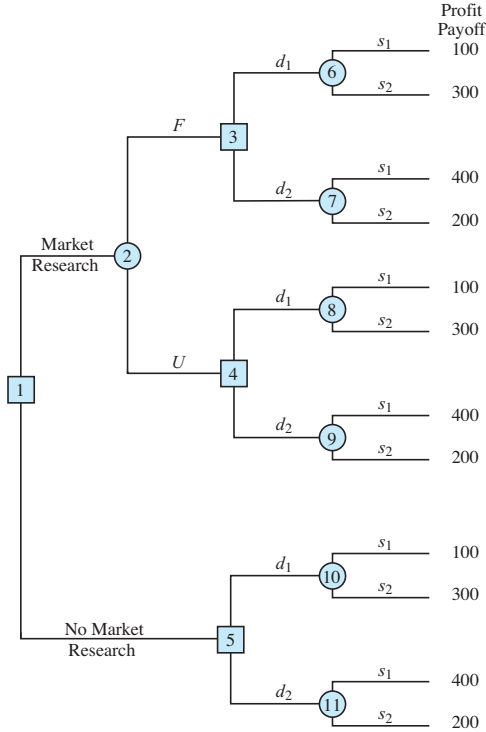 Profit
Payoff
s1 100
d1
6
s2 300
F
3
s1 400
d2
7
s2 200
Market
Research
2
s1 100
d1
8
s2 300
U
4
1
s1 400
d2
9
s2 200
s1 100
d1
10
s2 300
No Market
Research
5
s1 400
d2
11
s2 200